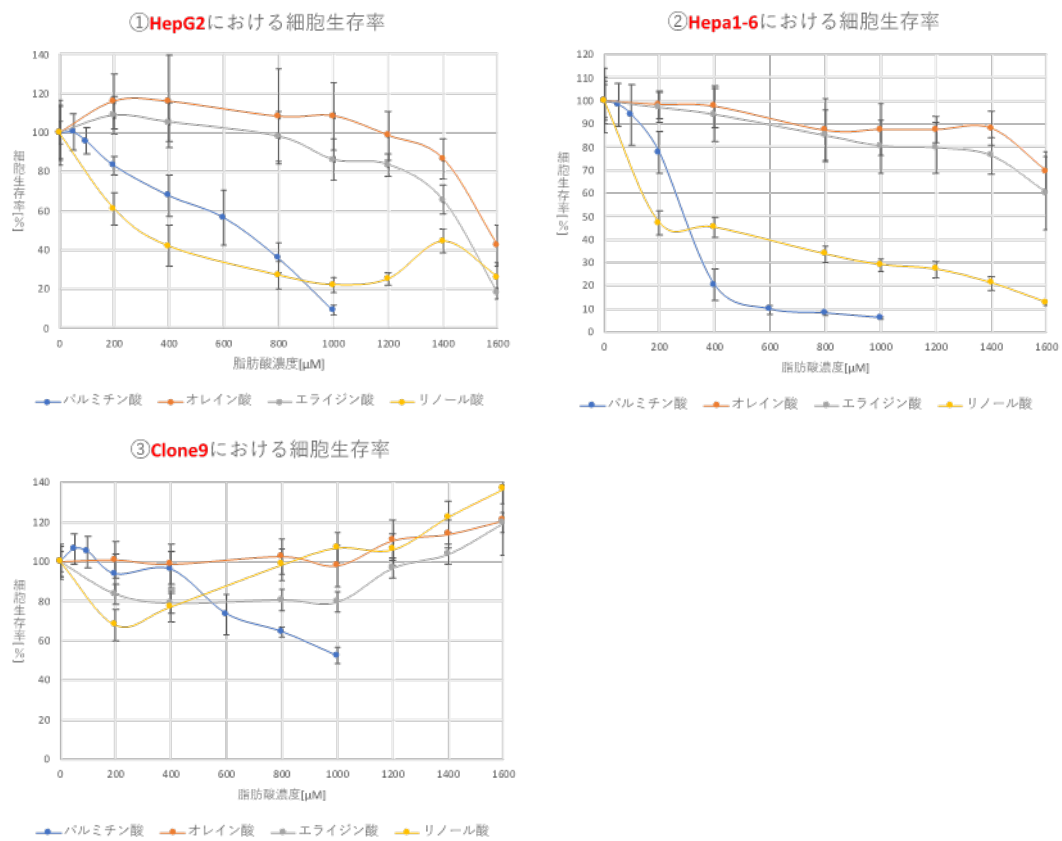 ①HepG2における細胞生存率
140
120
100
80
60
40
20
0
細胞生存率[%]
0 200 400 600 800 1000 1200 1400 1600
脂肪酸濃度[μM]
パルミチン酸 オレイン酸 エライジン酸 リノール酸
②Hepa1-6における細胞生存率
120
110
100
90
80
70
60
50
40
30
20
10
0
細胞生存率[%]
0 200 400 600 800 1000 1200 1400 1600
脂肪酸濃度[μM]
パルミチン酸 オレイン酸 エライジン酸 リノール酸
③Clone9における細胞生存率
140
120
100
80
60
40
20
0
細胞生存率[%]
0 200 400 600 800 1000 1200 1400 1600
脂肪酸濃度[μM]
パルミチン酸 オレイン酸 エライジン酸 リノール酸